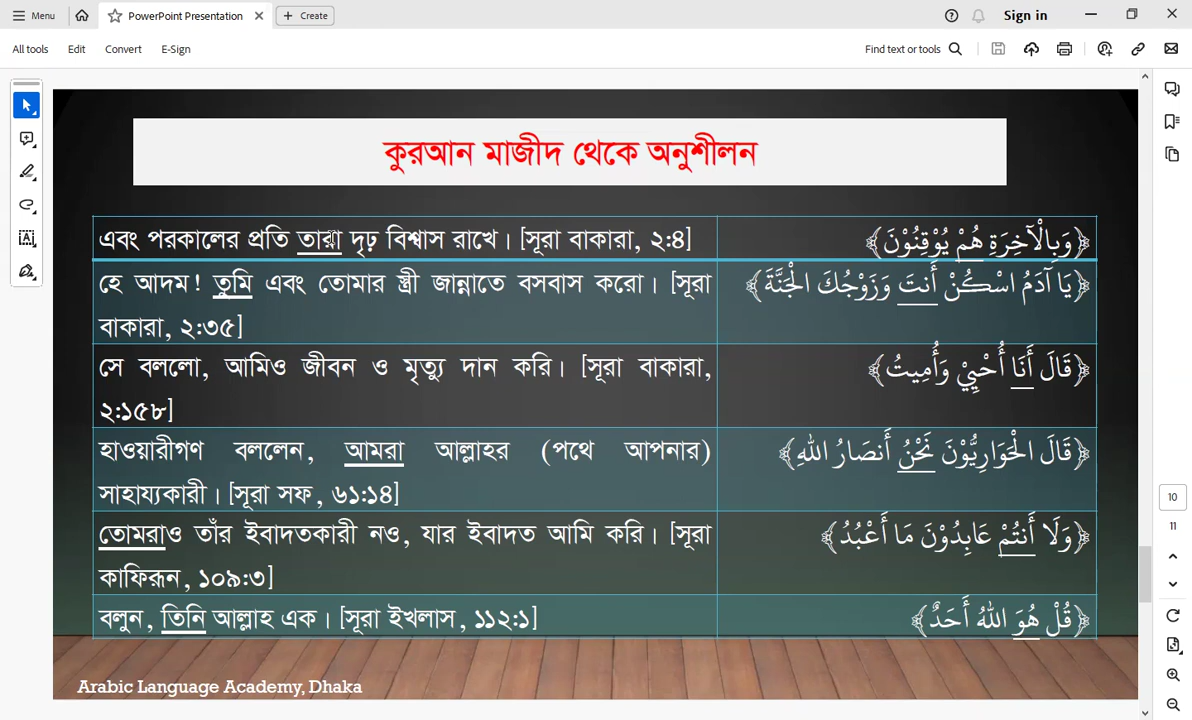 Menu
PowerPoint Presentation
Create
Sign in
All tools Edit Convert E-Sign
Find text or tools
কুরআন মাজীদ থেকে অনুশীলন
এবং পরকালের প্রতি তারা দৃঢ় বিশ্বাস রাখে। [সূরা বাকারা, ২:৪]
﴿وَبِالْآخِرَةِ هُمْ يُوْقِنُوْنَ﴾
হে আদম! তুমি এবং তোমার স্ত্রী জান্নাতে বসবাস করো। [সূরা
বাকারা, ২:৩৫]
﴿يَا آدَمُ اسْكُنْ أَنتَ وَزَوْجُكَ الْجَنَّةَ﴾
সে বললো, আমিও জীবন ও মৃত্যু দান করি। [সূরা বাকারা,
২:১৫৮]
﴿قَالَ أَنَا أُحْيِيْ وَأُمِيتُ﴾
হাওয়ারীগণ বললেন, আমরা আল্লাহর (পথে আপনার)
সাহায্যকারী। [সূরা সফ, ৬১:১৪]
﴿قَالَ الْحَوَارِيُّوْنَ نَحْنُ أَنصَارُ اللهِ﴾
তোমরাও তাঁর ইবাদতকারী নও, যার ইবাদত আমি করি। [সূরা
কাফিরূন, ১০৯:৩]
﴿وَلَا أَنتُمْ عَابِدُوْنَ مَا أَعْبُدُ﴾
বলুন, তিনি আল্লাহ এক। [সূরা ইখলাস, ১১২:১]
﴿قُلْ هُوَ اللهُ أَحَدٌ﴾
Arabic Language Academy, Dhaka
10
11